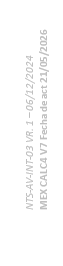 NTS-AV-INT-03 VR. 1 – 06/12/2024
MEX CALC4 V7 Fecha de act 21/05/2026